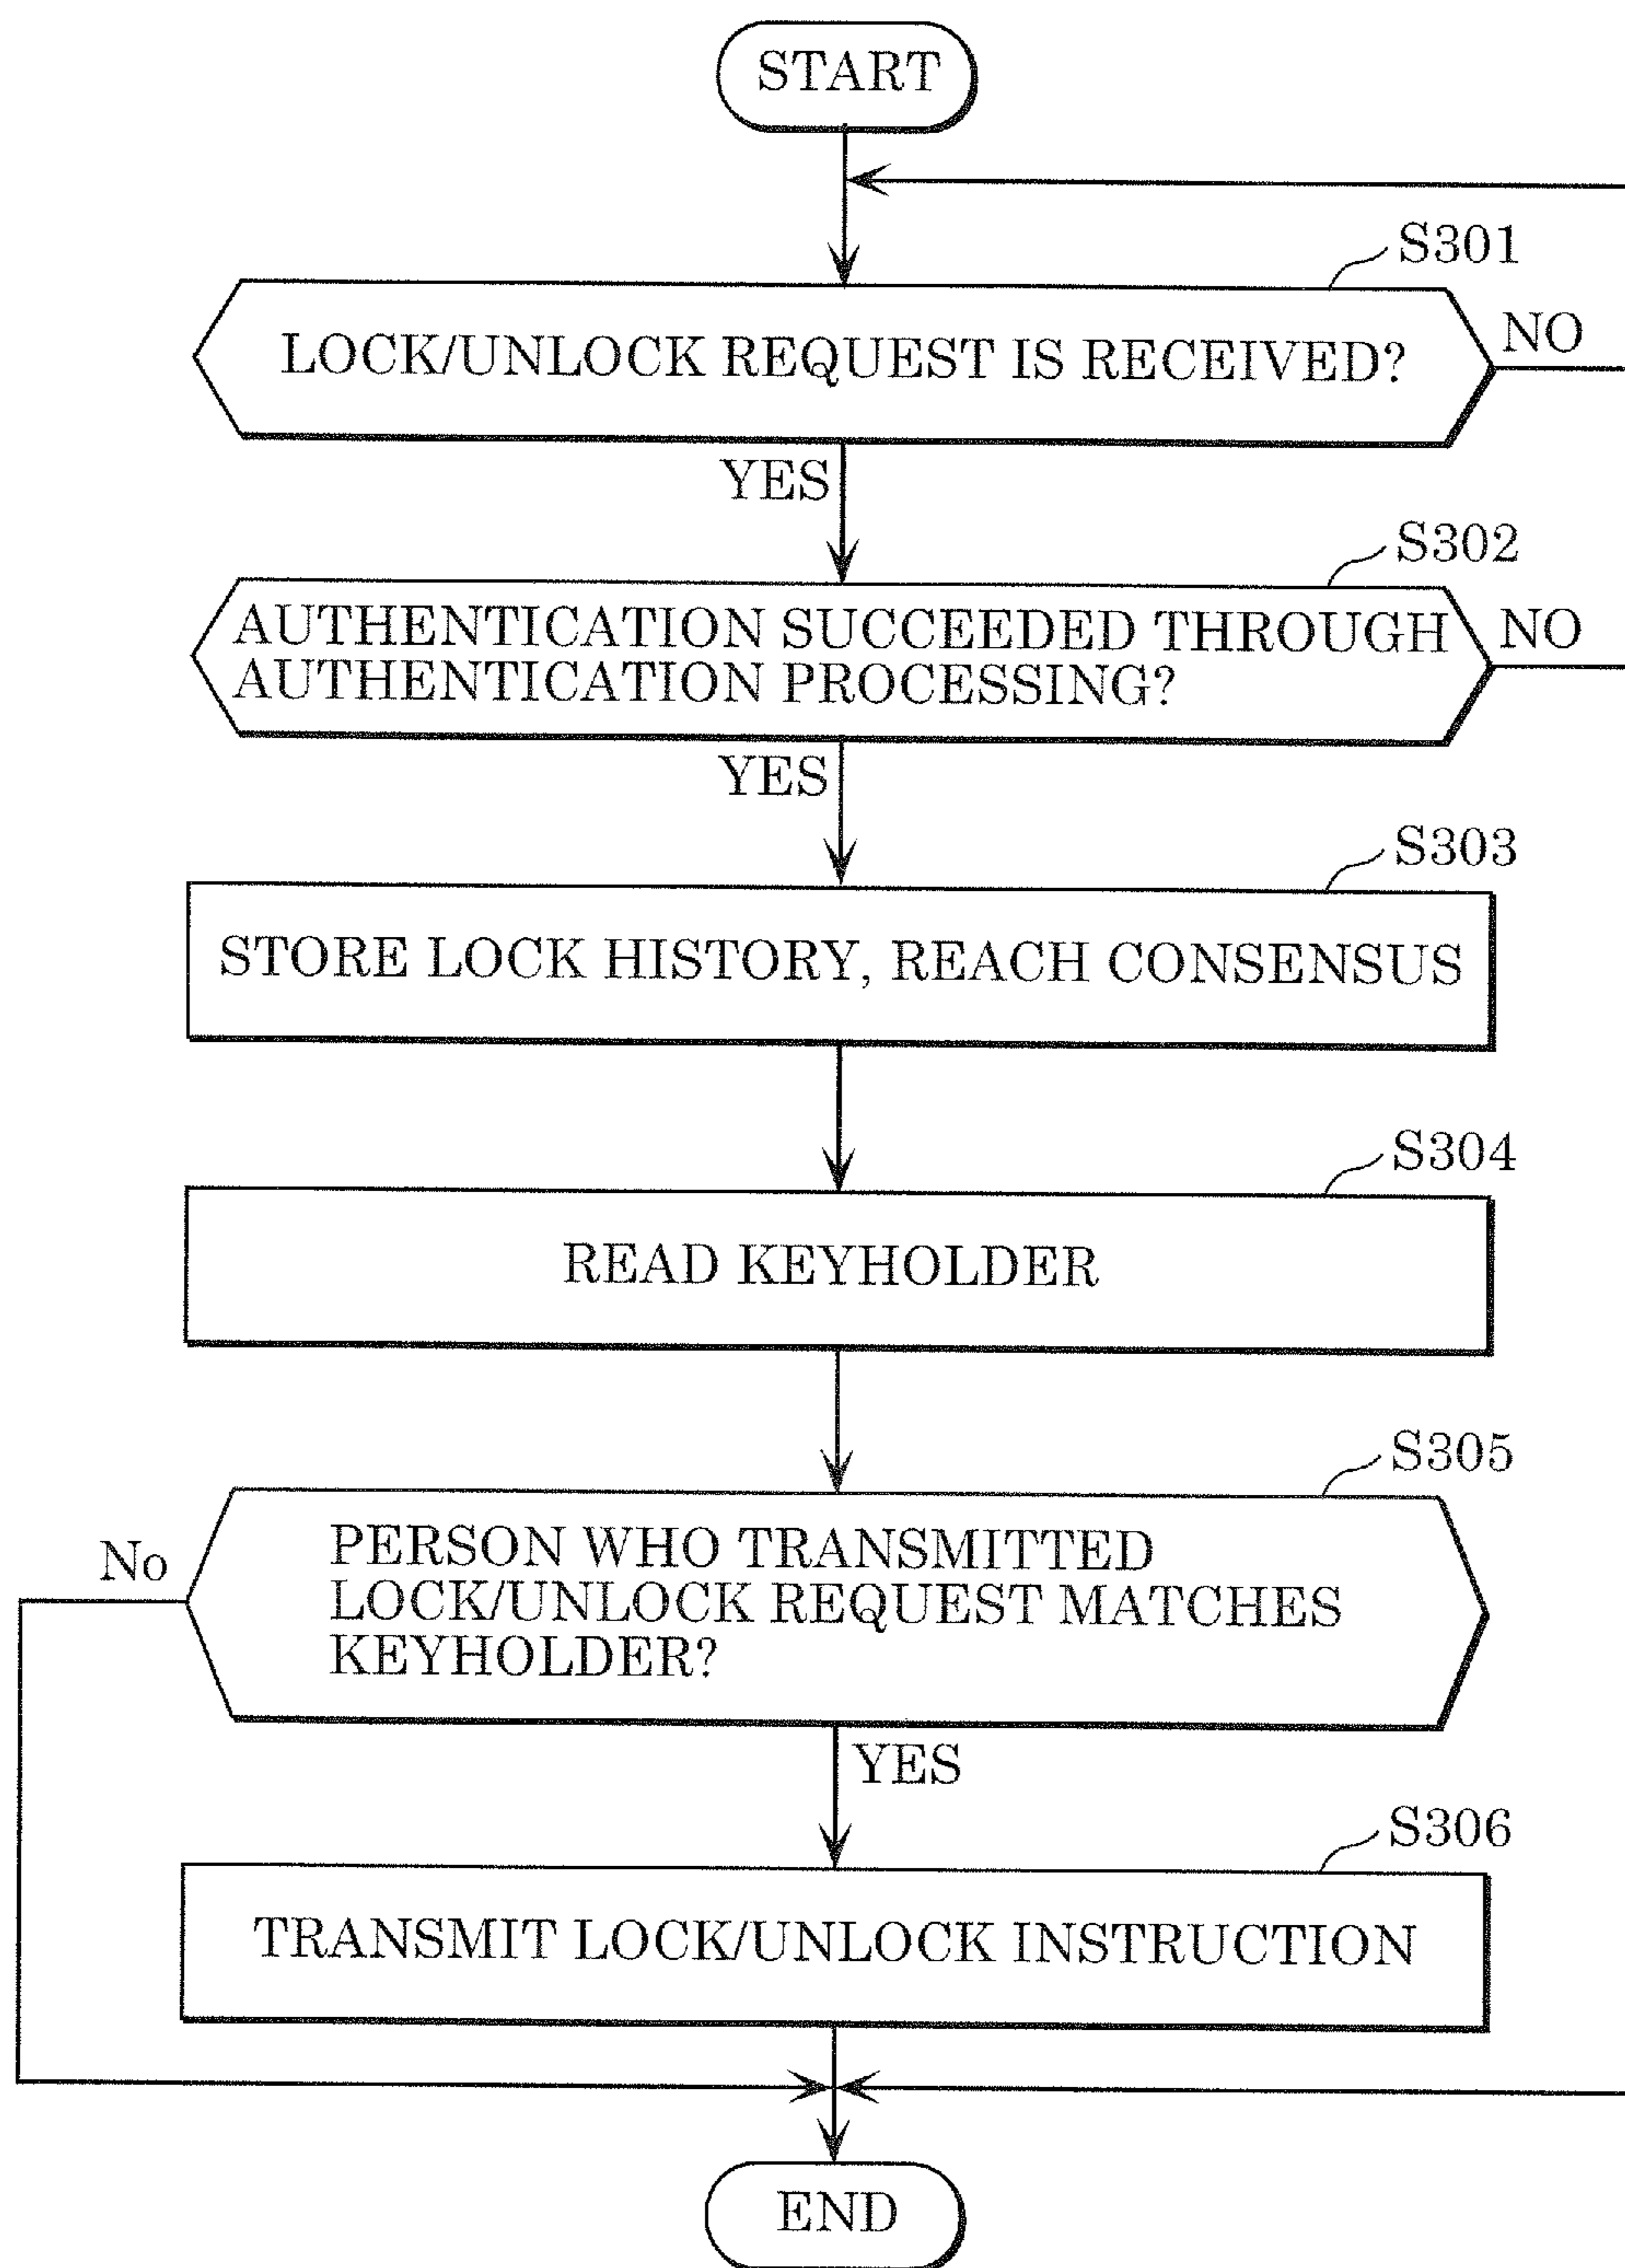 START
S301
LOCK/UNLOCK REQUEST IS RECEIVED?
NO
YES
S302
AUTHENTICATION SUCCEEDED THROUGH
AUTHENTICATION PROCESSING?
NO
YES
S303
STORE LOCK HISTORY, REACH CONSENSUS
S304
READ KEYHOLDER
S305
No
PERSON WHO TRANSMITTED
LOCK/UNLOCK REQUEST MATCHES
KEYHOLDER?
YES
S306
TRANSMIT LOCK/UNLOCK INSTRUCTION
END